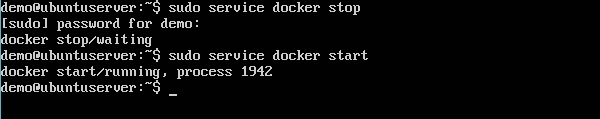 demo@ubuntuserver:~$ sudo service docker stop
[sudo] password for demo:
docker stop/waiting
demo@ubuntuserver:~$ sudo service docker start
docker start/running, process 1942
demo@ubuntuserver:~$ _